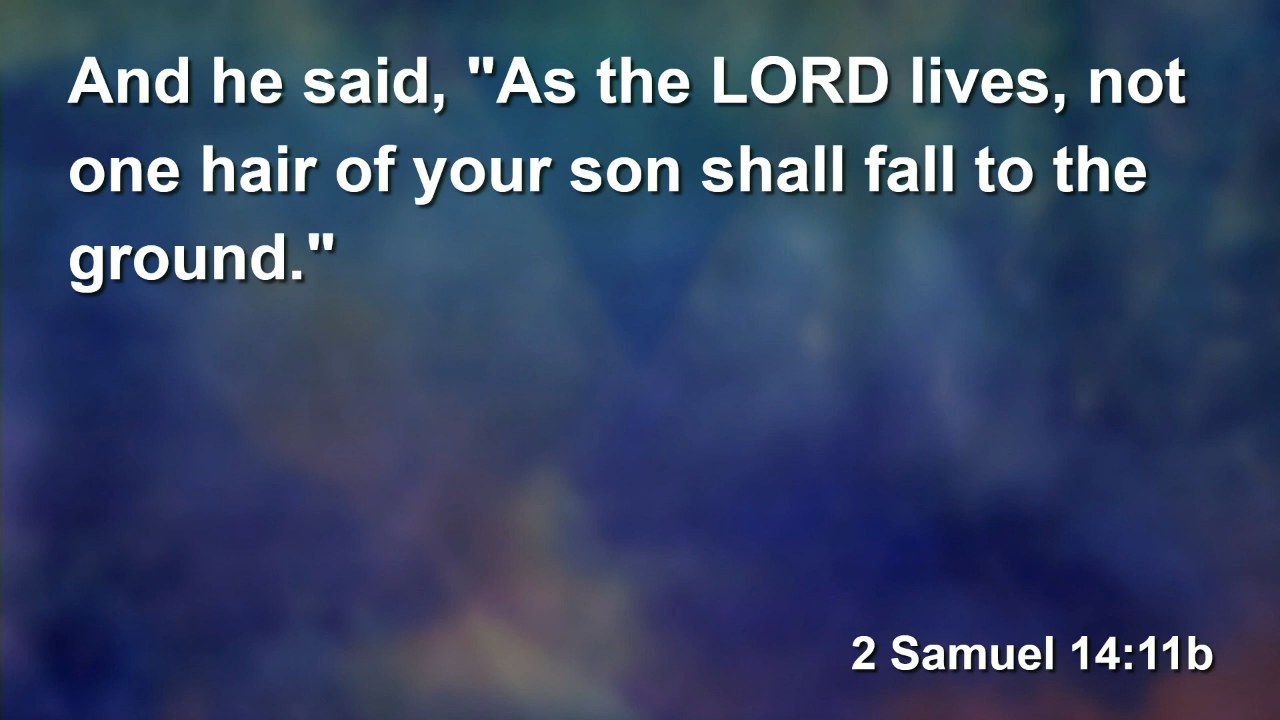 And he said, "As the LORD lives, not
one hair of your son shall fall to the
ground."
2 Samuel 14:11b